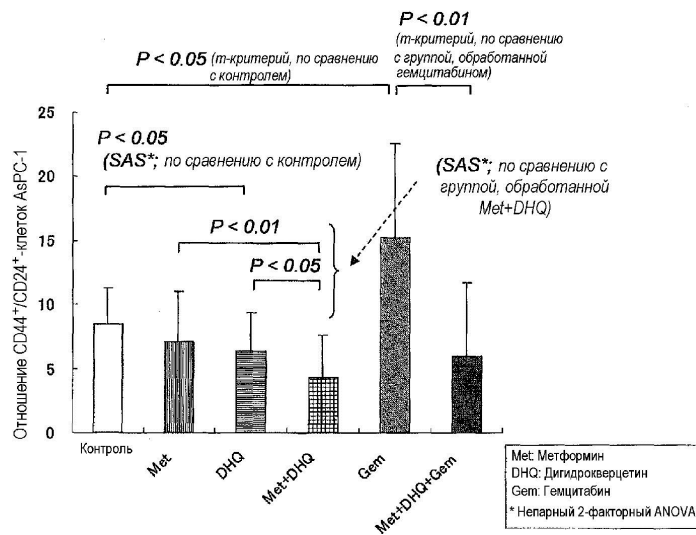 P < 0.01
(m-критерий, по сравнению
с группой, обработанной
гемцитабином)
P < 0.05 (m-критерий, по сравнению
с контролем)
25
20
15
10
5
0
Отношение CD44⁺/CD24⁺-клеток AsPC-1
P < 0.05
(SAS*; по сравнению с контролем)
(SAS*; по сравнению с
группой, обработанной
Met+DHQ)
P < 0.01
P < 0.05
Контроль
Met
DHQ
Met+DHQ
Gem
Met+DHQ+Gem
Met: Метформин
DHQ: Дигидрокверцетин
Gem: Гемцитабин
* Непарный 2-факторный ANOVA